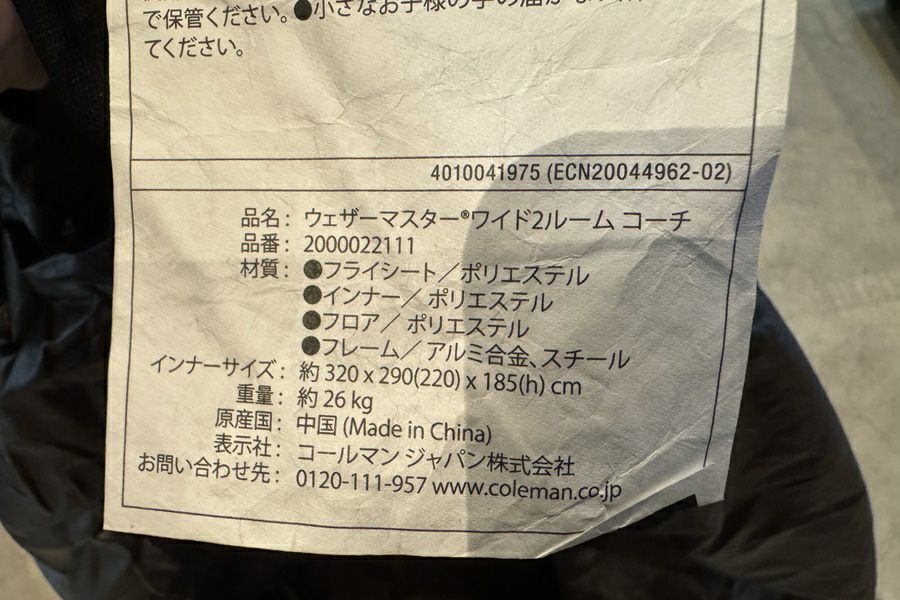 で保管ください。●小さなお子様の手の届か
てください。
4010041975 (ECN20044962-02)
品名： ウェザーマスター®ワイド2ルーム コーチ
品番： 2000022111
材質： ●フライシート／ポリエステル
●インナー／ポリエステル
●フロア／ポリエステル
●フレーム／アルミ合金、スチール
インナーサイズ： 約 320 x 290(220) x 185(h) cm
重量： 約 26 kg
原産国： 中国 (Made in China)
表示社： コールマン ジャパン株式会社
お問い合わせ先： 0120-111-957 www.coleman.co.jp